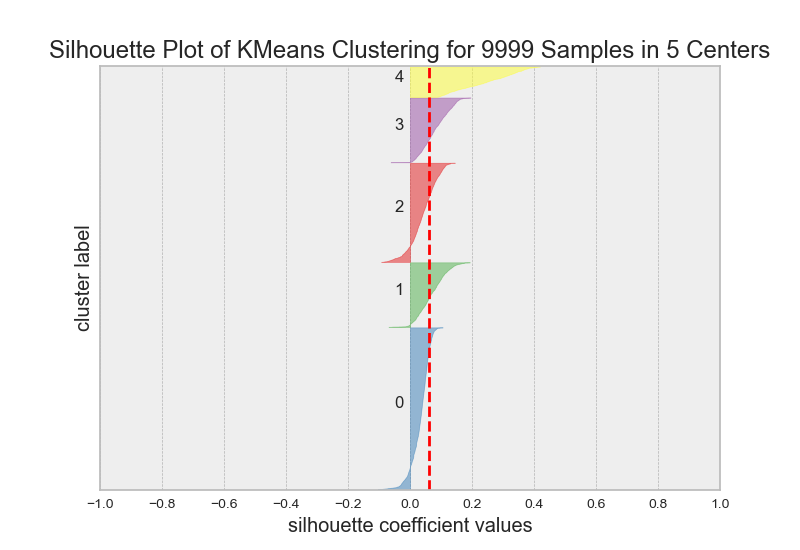 Silhouette Plot of KMeans Clustering for 9999 Samples in 5 Centers
4
3
2
1
0
cluster label
−1.0 −0.8 −0.6 −0.4 −0.2 0.0 0.2 0.4 0.6 0.8 1.0
silhouette coefficient values